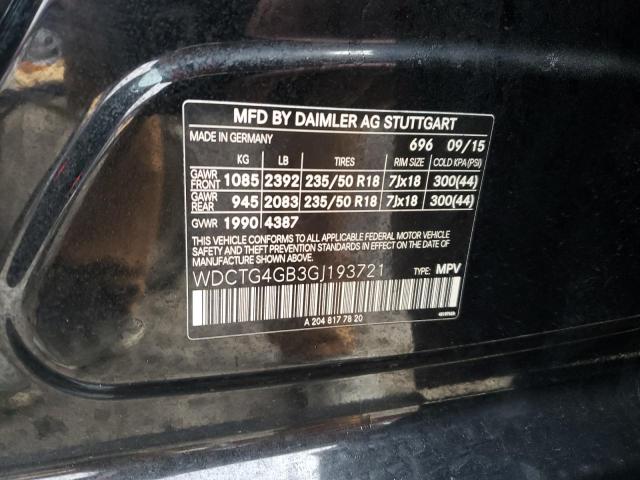 MFD BY DAIMLER AG STUTTGART
MADE IN GERMANY 696 09/15
KG LB TIRES RIM SIZE COLD KPA(PSI)
GAWR FRONT 1085 2392 235/50 R18 7Jx18 300(44)
GAWR REAR 945 2083 235/50 R18 7Jx18 300(44)
GVWR 1990 4387
THIS VEHICLE CONFORMS TO ALL APPLICABLE FEDERAL MOTOR VEHICLE
SAFETY AND THEFT PREVENTION STANDARDS IN EFFECT ON THE DATE OF
MANUFACTURE SHOWN ABOVE.
WDCTG4GB3GJ193721 TYPE: MPV
A 204 817 78 20